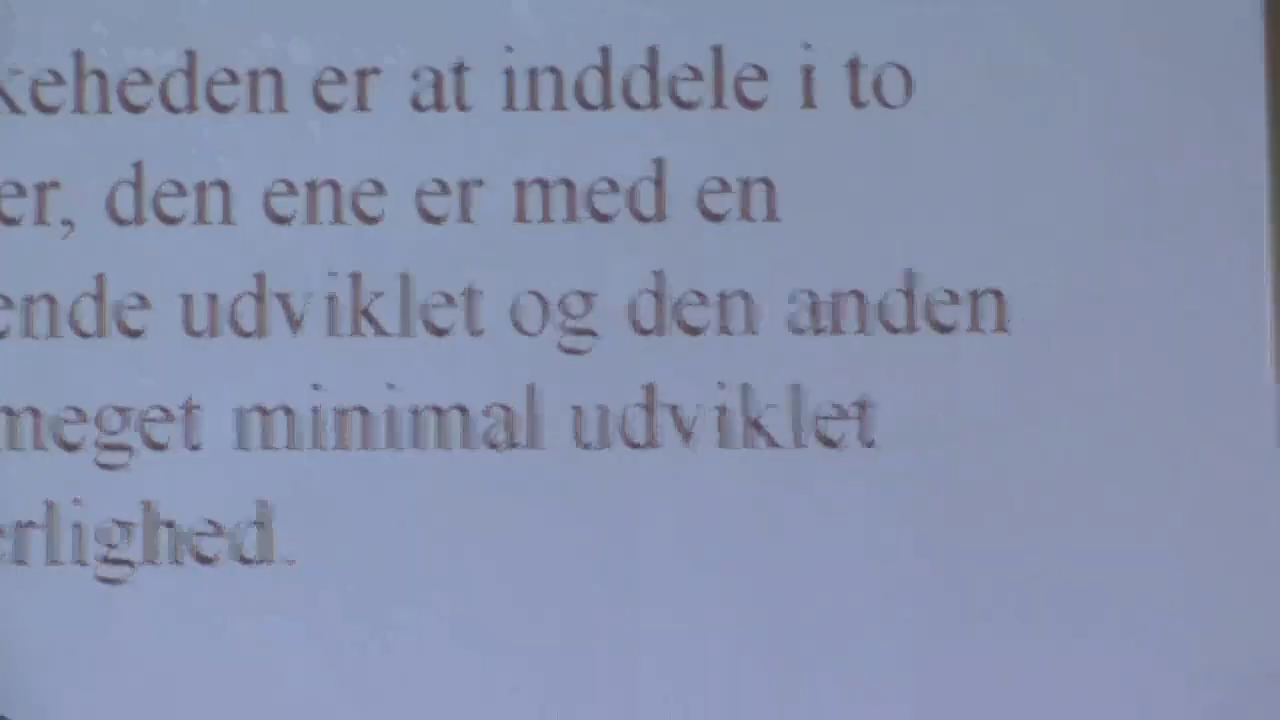 keheden er at inddele i to
er, den ene er med en
ende udviklet og den anden
meget minimal udviklet
erlighed.